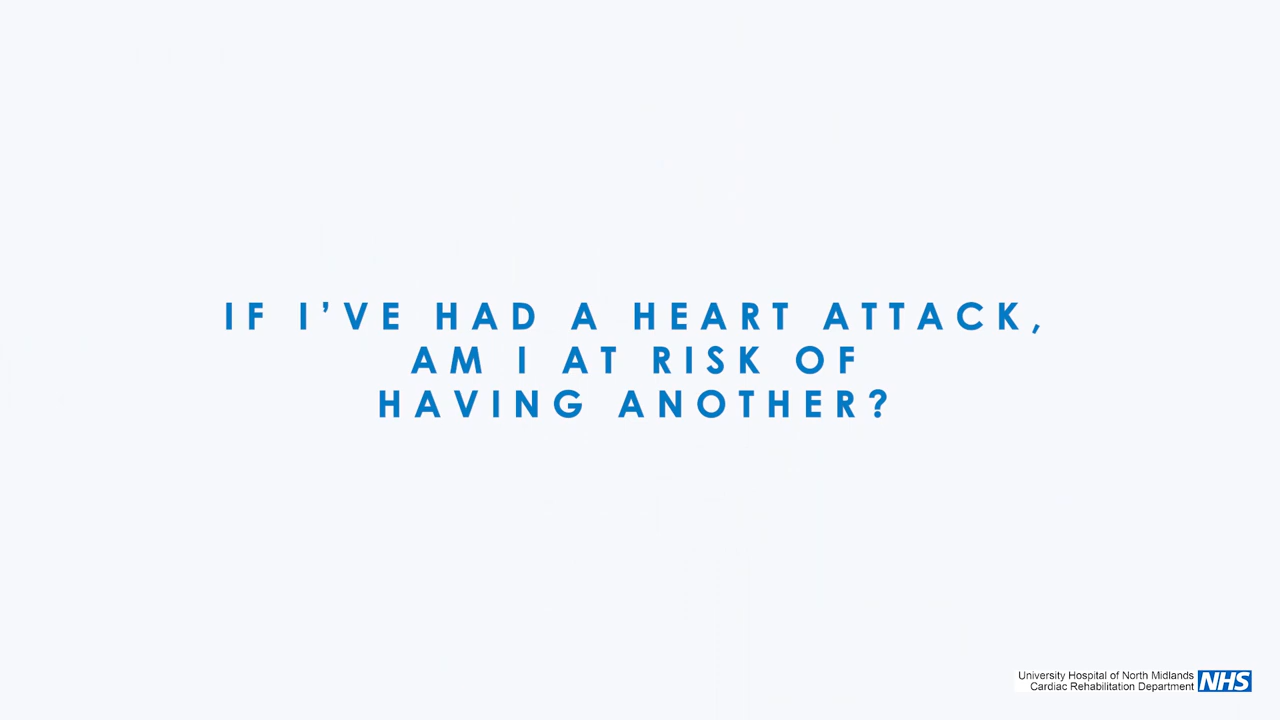 IF I’VE HAD A HEART ATTACK,
AM I AT RISK OF
HAVING ANOTHER?
University Hospital of North Midlands
Cardiac Rehabilitation Department
NHS